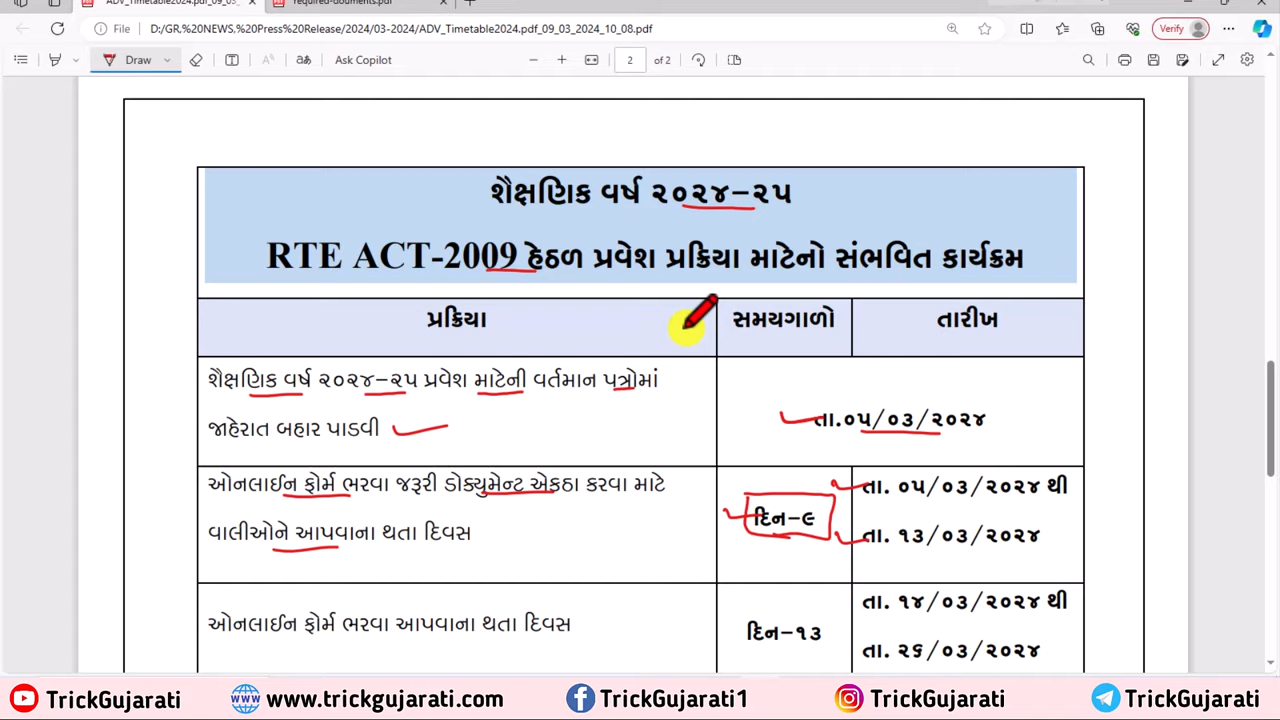 ADV_Timetable2024.pdf_09_03_
required-douments.pdf
File D:/GR,%20NEWS,%20Press%20Release/2024/03-2024/ADV_Timetable2024.pdf_09_03_2024_10_08.pdf Verify
Draw Ask Copilot 2 of 2
શૈક્ષણિક વર્ષ ૨૦૨૪-૨૫
RTE ACT-2009 હેઠળ પ્રવેશ પ્રક્રિયા માટેનો સંભવિત કાર્યક્રમ
પ્રક્રિયા સમયગાળો તારીખ
શૈક્ષણિક વર્ષ ૨૦૨૪-૨૫ પ્રવેશ માટેની વર્તમાન પત્રોમાં
જાહેરાત બહાર પાડવી
તા.૦૫/૦૩/૨૦૨૪
ઓનલાઈન ફોર્મ ભરવા જરૂરી ડોક્યુમેન્ટ એકઠા કરવા માટે
વાલીઓને આપવાના થતા દિવસ
દિન-૯
તા. ૦૫/૦૩/૨૦૨૪ થી
તા. ૧૩/૦૩/૨૦૨૪
ઓનલાઈન ફોર્મ ભરવા આપવાના થતા દિવસ
દિન-૧૩
તા. ૧૪/૦૩/૨૦૨૪ થી
તા. ૨૬/૦૩/૨૦૨૪
TrickGujarati www.trickgujarati.com TrickGujarati1 TrickGujarati TrickGujarati